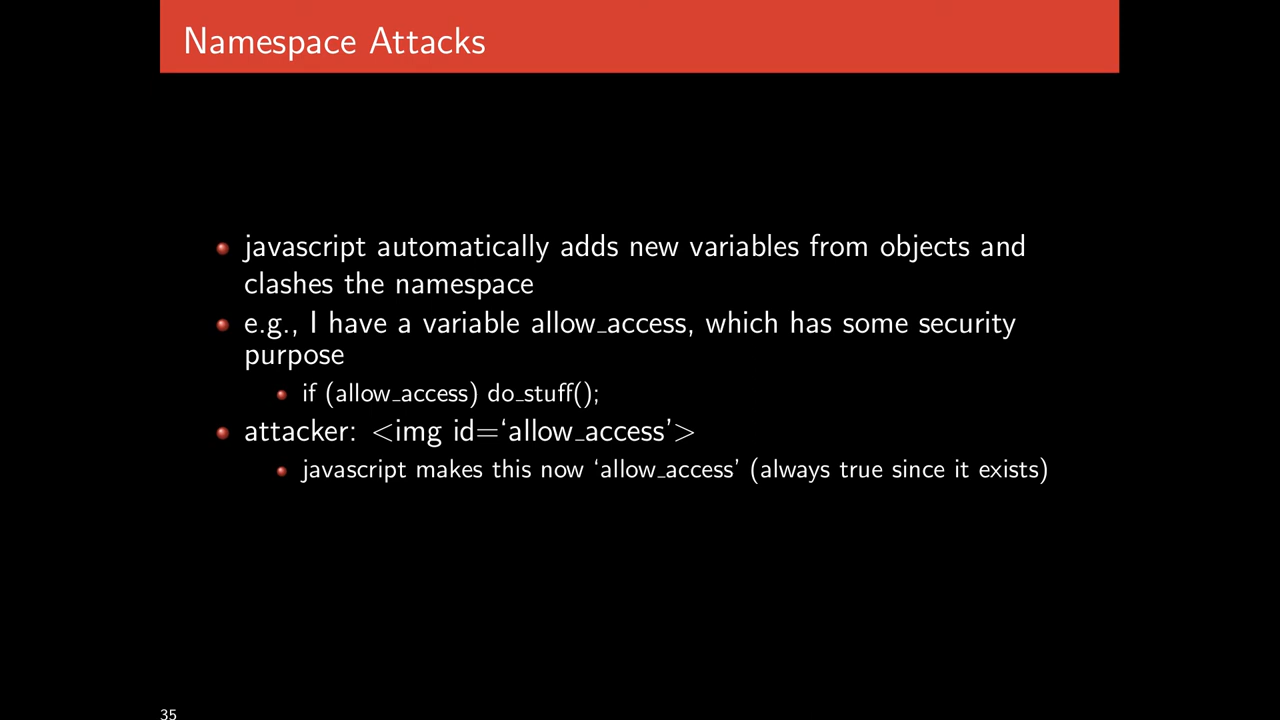 Namespace Attacks
javascript automatically adds new variables from objects and
clashes the namespace
e.g., I have a variable allow_access, which has some security
purpose
if (allow_access) do_stuff();
attacker: <img id=‘allow_access’>
javascript makes this now ‘allow_access’ (always true since it exists)
35